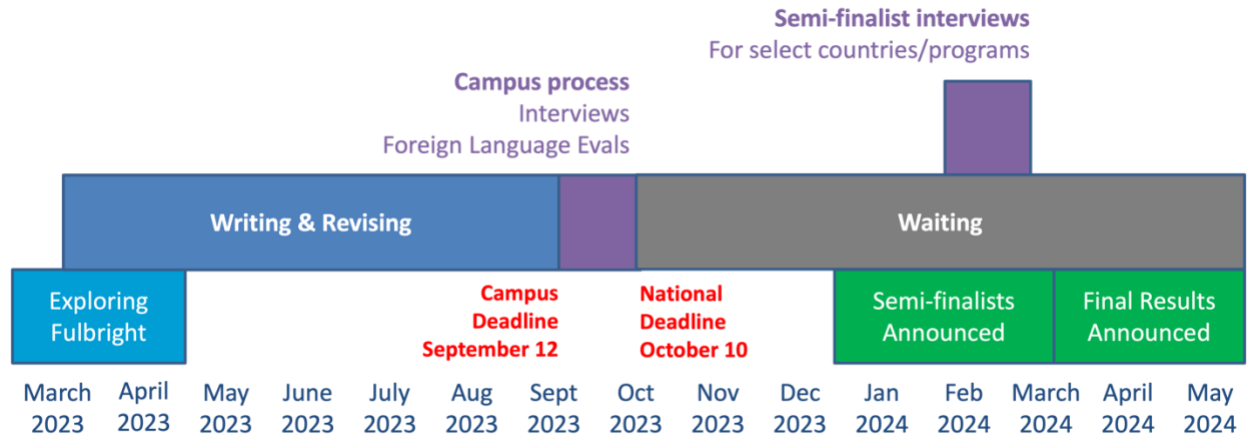 Semi-finalist interviews
For select countries/programs
Campus process
Interviews
Foreign Language Evals
Writing & Revising
Waiting
Exploring
Fulbright
Campus
Deadline
September 12
National
Deadline
October 10
Semi-finalists
Announced
Final Results
Announced
March
2023
April
2023
May
2023
June
2023
July
2023
Aug
2023
Sept
2023
Oct
2023
Nov
2023
Dec
2023
Jan
2024
Feb
2024
March
2024
April
2024
May
2024